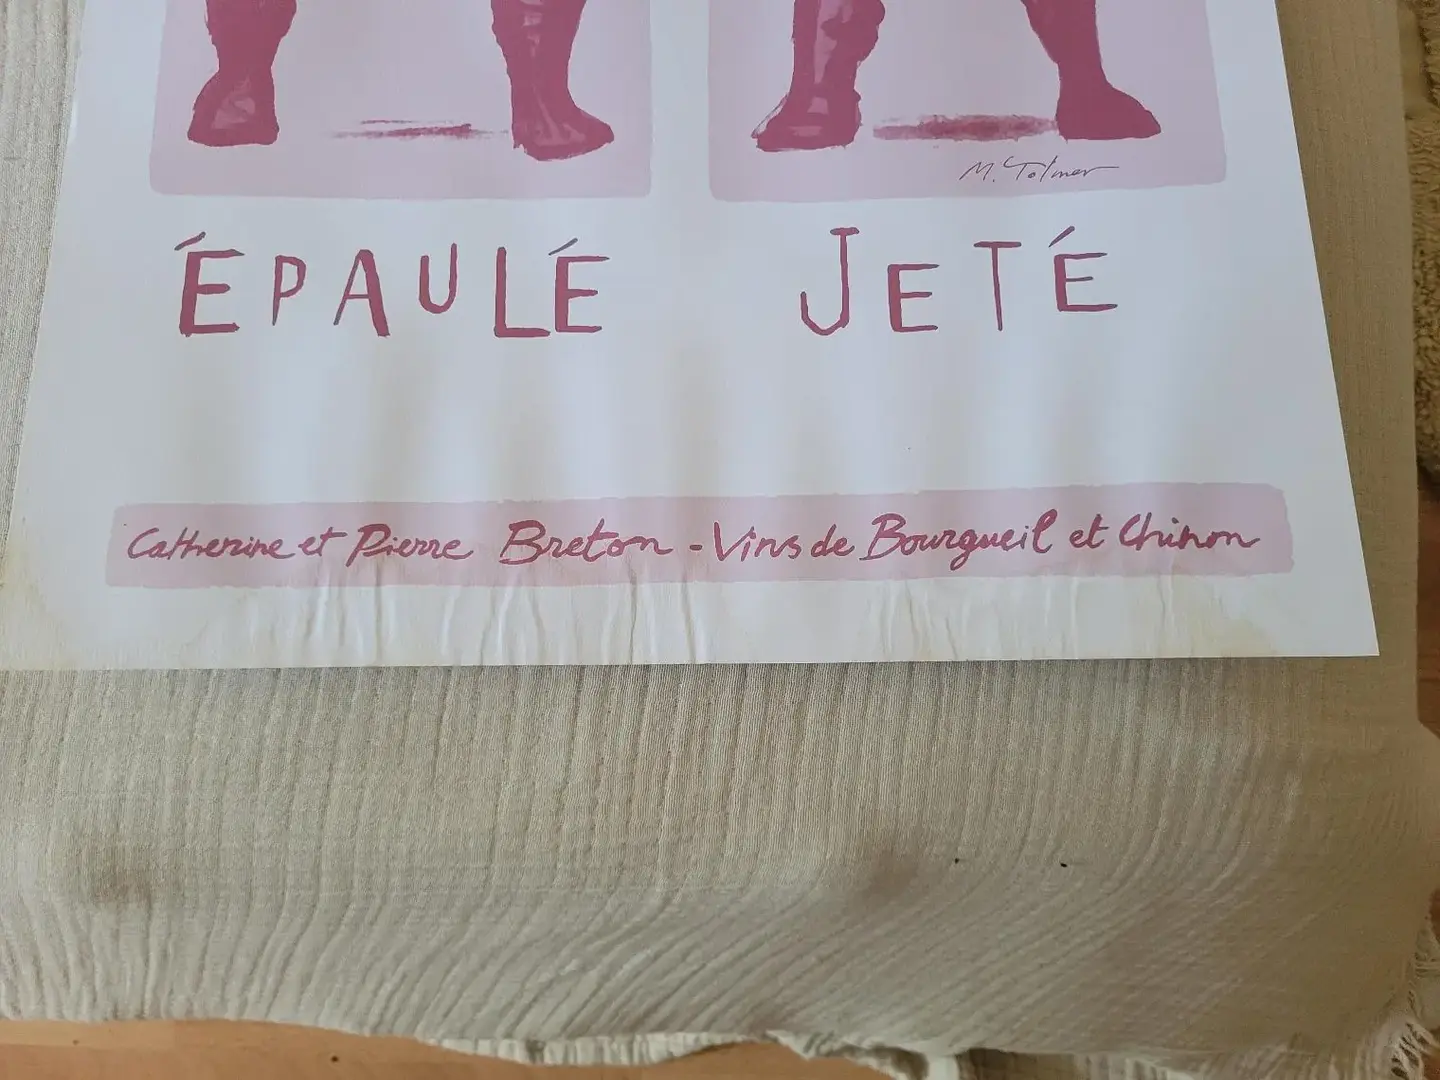 M. Tolmer
ÉPAULÉ JETÉ
Catherine et Pierre Breton - Vins de Bourgueil et Chinon